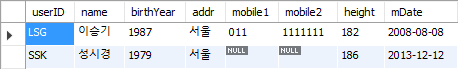 userID name birthYear addr mobile1 mobile2 height mDate
LSG 이승기 1987 서울 011 1111111 182 2008-08-08
SSK 성시경 1979 서울 NULL NULL 186 2013-12-12